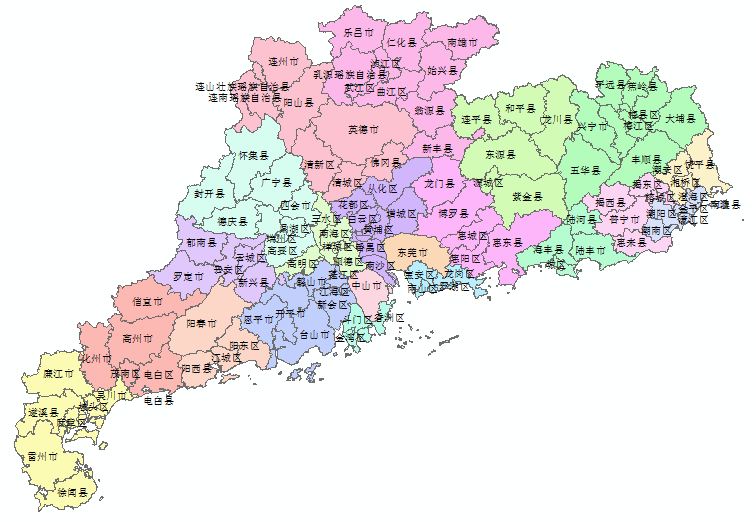 乐昌市
仁化县
南雄市
浈江区
始兴县
乳源瑶族自治县
武江区
曲江区
翁源县
新丰县
连州市
连山壮族瑶族自治县
连南瑶族自治县
阳山县
英德市
清新区
清城区
佛冈县
连平县
和平县
龙川县
东源县
源城区
紫金县
平远县
蕉岭县
兴宁市
梅县区
梅江区
大埔县
五华县
丰顺县
饶平县
潮安区
湘桥区
揭东区
揭西县
榕城区
普宁市
惠来县
澄海区
南澳县
潮阳区
濠江区
潮南区
陆河县
海丰县
陆丰市
城区
怀集县
广宁县
封开县
德庆县
四会市
鼎湖区
端州区
高要区
从化区
花都区
白云区
增城区
黄埔区
番禺区
南沙区
龙门县
博罗县
惠城区
惠东县
惠阳区
三水区
南海区
禅城区
顺德区
高明区
东莞市
宝安区
龙岗区
南山区
中山市
郁南县
云城区
云安区
罗定市
新兴县
鹤山市
蓬江区
江海区
新会区
开平市
恩平市
台山市
斗门区
香洲区
金湾区
信宜市
高州市
化州市
茂南区
电白区
电白县
阳春市
阳东区
江城区
阳西县
廉江市
吴川市
坡头区
遂溪县
麻章区
雷州市
徐闻县